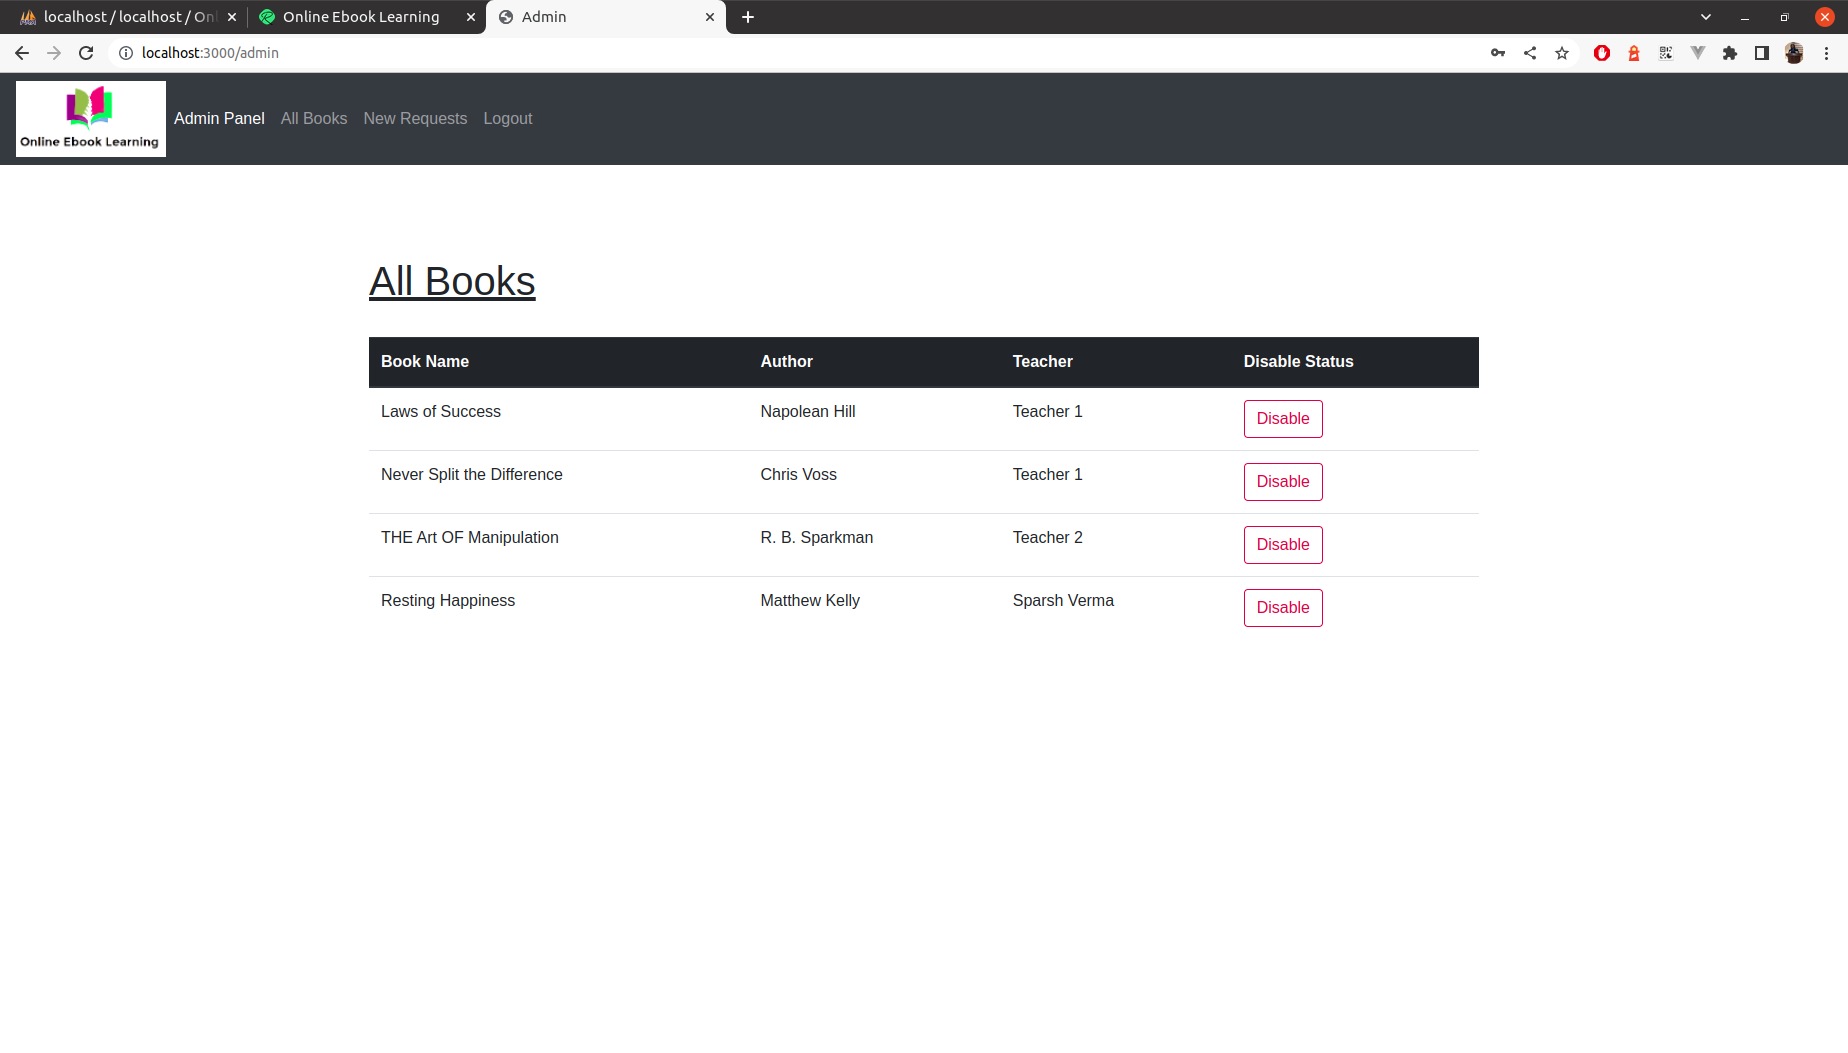 localhost / localhost / Onl
Online Ebook Learning
Admin
localhost:3000/admin
Online Ebook Learning
Admin Panel All Books New Requests Logout
All Books
Book Name Author Teacher Disable Status
Laws of Success Napolean Hill Teacher 1 Disable
Never Split the Difference Chris Voss Teacher 1 Disable
THE Art OF Manipulation R. B. Sparkman Teacher 2 Disable
Resting Happiness Matthew Kelly Sparsh Verma Disable